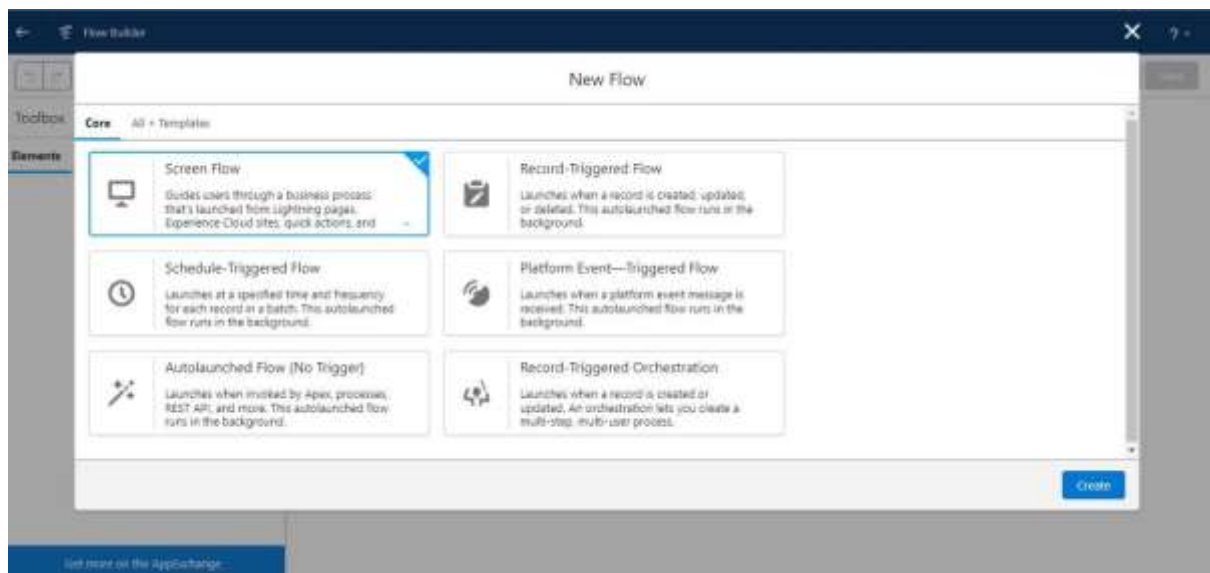 Flow Builder
New Flow
Toolbox
Core All + Templates
Elements
Screen Flow
Guides users through a business process
that's launched from Lightning pages,
Experience Cloud sites, quick actions, and
Record-Triggered Flow
Launches when a record is created, updated,
or deleted. This autolaunched flow runs in the
background.
Schedule-Triggered Flow
Launches at a specified time and frequency
for each record in a batch. This autolaunched
flow runs in the background.
Platform Event—Triggered Flow
Launches when a platform event message is
received. This autolaunched flow runs in the
background.
Autolaunched Flow (No Trigger)
Launches when invoked by Apex, processes,
REST API, and more. This autolaunched flow
runs in the background.
Record-Triggered Orchestration
Launches when a record is created or
updated. An orchestration lets you create a
multi-step, multi-user process.
Create
Get more on the AppExchange